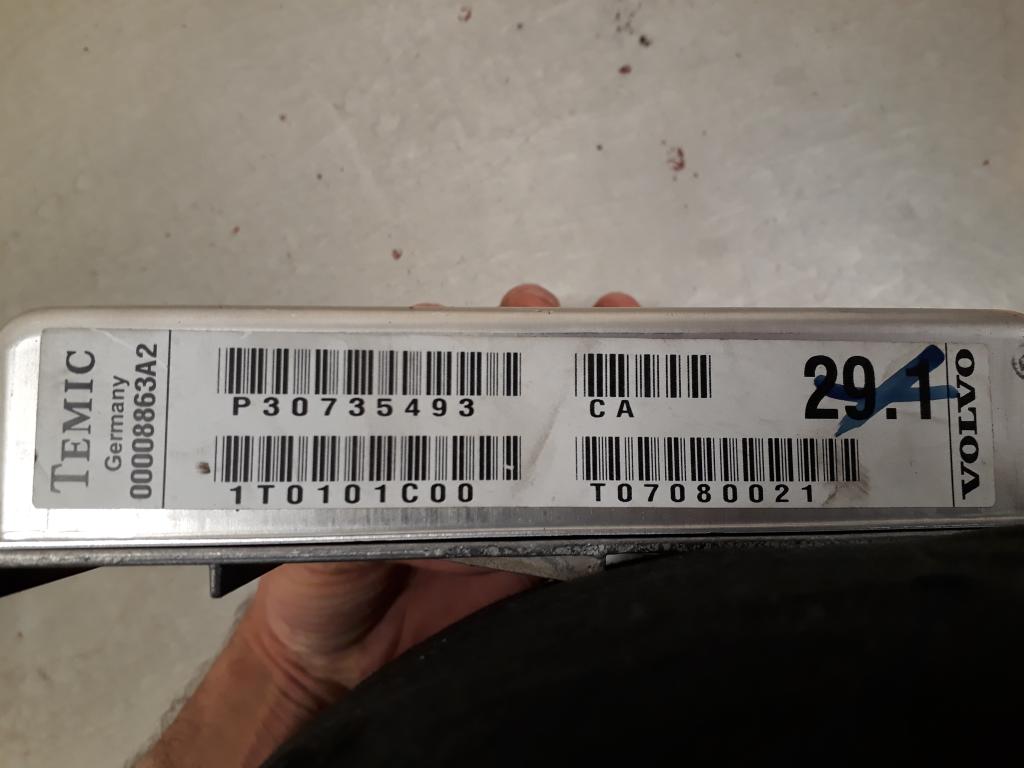 TEMIC
Germany
00008863A2
P30735493
CA
29.1
1T0101C00
T07080021
VOLVO